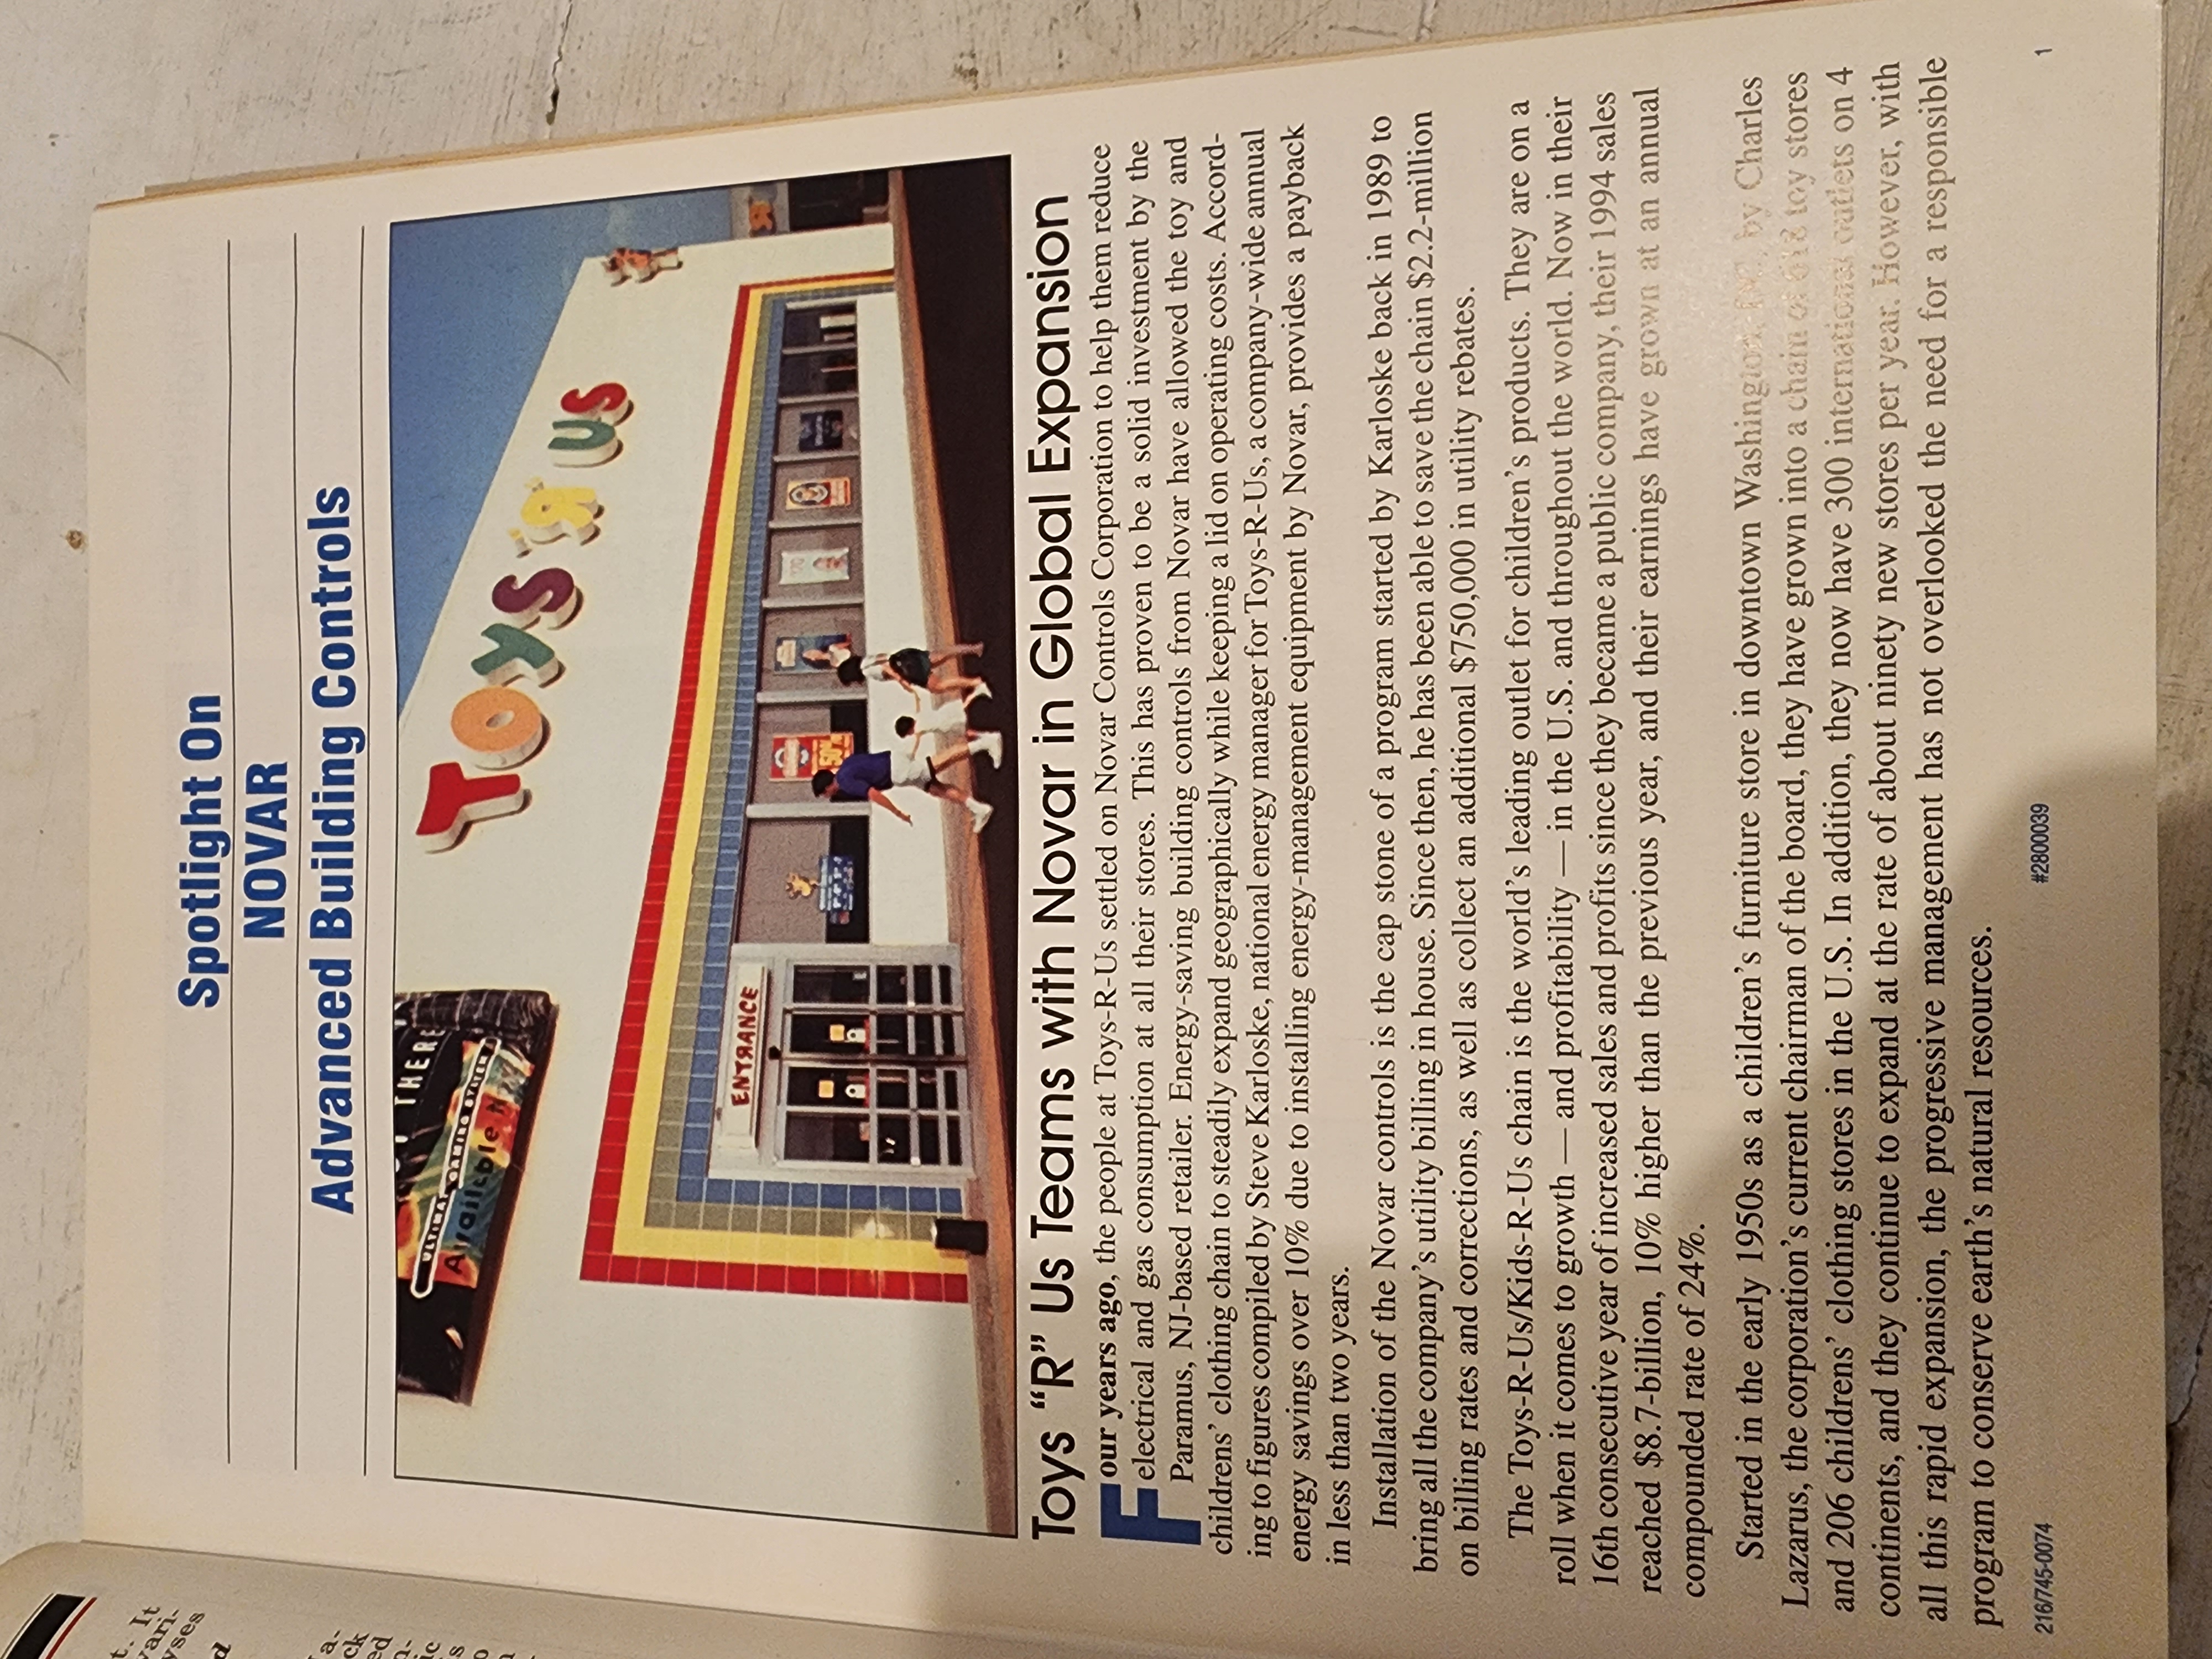 Spotlight On
NOVAR
Advanced Building Controls
THERE
ULTIMATE GAMING SYSTEM
Available
TOYS "R" US
ENTRANCE
50%
Toys “R” Us Teams with Novar in Global Expansion
Four years ago, the people at Toys-R-Us settled on Novar Controls Corporation to help them reduce
electrical and gas consumption at all their stores. This has proven to be a solid investment by the
Paramus, NJ-based retailer. Energy-saving building controls from Novar have allowed the toy and
childrens’ clothing chain to steadily expand geographically while keeping a lid on operating costs. Accord-
ing to figures compiled by Steve Karloske, national energy manager for Toys-R-Us, a company-wide annual
energy savings over 10% due to installing energy-management equipment by Novar, provides a payback
in less than two years.
Installation of the Novar controls is the cap stone of a program started by Karloske back in 1989 to
bring all the company’s utility billing in house. Since then, he has been able to save the chain $2.2-million
on billing rates and corrections, as well as collect an additional $750,000 in utility rebates.
The Toys-R-Us/Kids-R-Us chain is the world’s leading outlet for children’s products. They are on a
roll when it comes to growth — and profitability — in the U.S. and throughout the world. Now in their
16th consecutive year of increased sales and profits since they became a public company, their 1994 sales
reached $8.7-billion, 10% higher than the previous year, and their earnings have grown at an annual
compounded rate of 24%.
Started in the early 1950s as a children’s furniture store in downtown Washington, by Charles
Lazarus, the corporation’s current chairman of the board, they have grown into a chain of toy stores
and 206 childrens’ clothing stores in the U.S. In addition, they now have 300 international outlets on 4
continents, and they continue to expand at the rate of about ninety new stores per year. However, with
all this rapid expansion, the progressive management has not overlooked the need for a responsible
program to conserve earth’s natural resources.
216/745-0074 #2800039 1